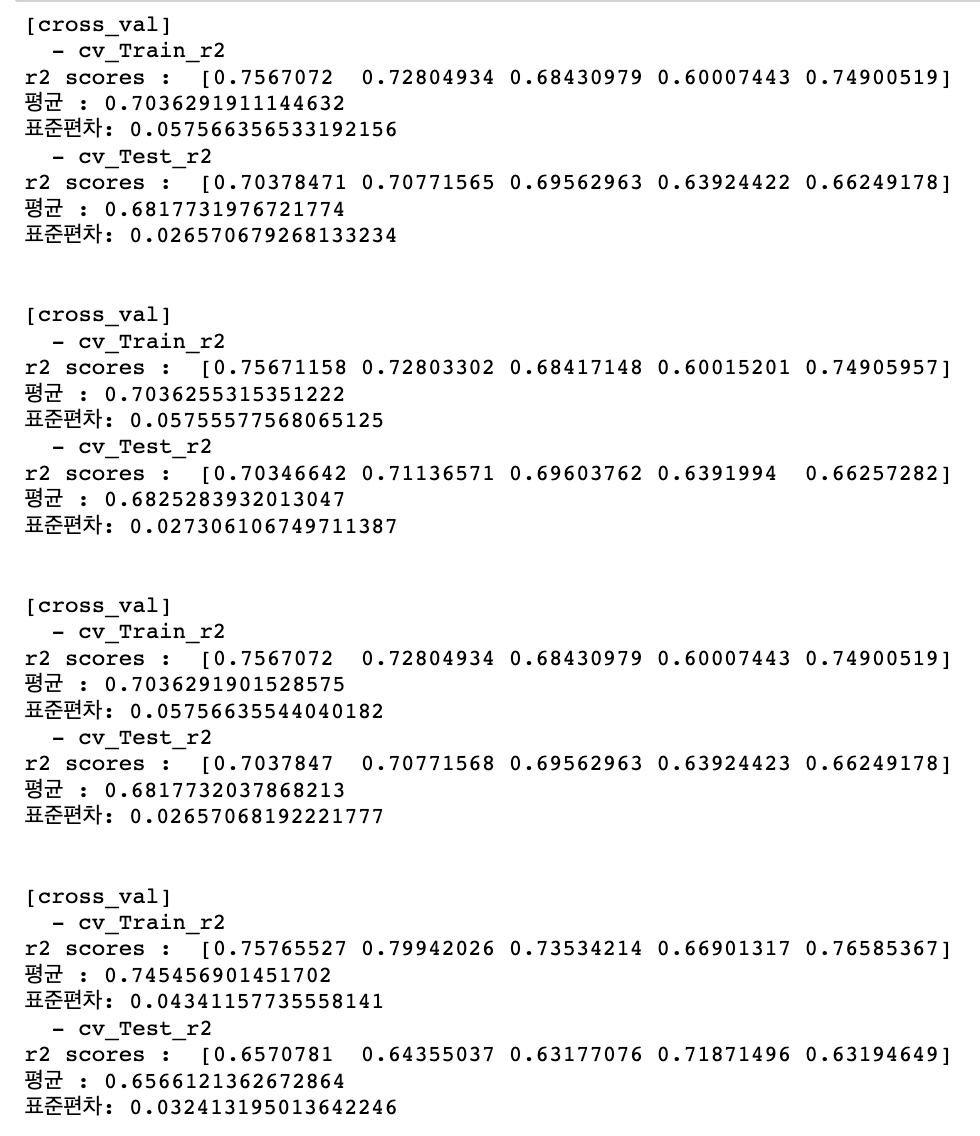 [cross_val]
  - cv_Train_r2
r2 scores :  [0.7567072  0.72804934 0.68430979 0.60007443 0.74900519]
평균 : 0.7036291911144632
표준편차: 0.057566356533192156
  - cv_Test_r2
r2 scores :  [0.70378471 0.70771565 0.69562963 0.63924422 0.66249178]
평균 : 0.6817731976721774
표준편차: 0.026570679268133234
[cross_val]
  - cv_Train_r2
r2 scores :  [0.75671158 0.72803302 0.68417148 0.60015201 0.74905957]
평균 : 0.7036255315351222
표준편차: 0.05755577568065125
  - cv_Test_r2
r2 scores :  [0.70346642 0.71136571 0.69603762 0.6391994  0.66257282]
평균 : 0.6825283932013047
표준편차: 0.027306106749711387
[cross_val]
  - cv_Train_r2
r2 scores :  [0.7567072  0.72804934 0.68430979 0.60007443 0.74900519]
평균 : 0.7036291901528575
표준편차: 0.05756635544040182
  - cv_Test_r2
r2 scores :  [0.7037847  0.70771568 0.69562963 0.63924423 0.66249178]
평균 : 0.6817732037868213
표준편차: 0.02657068192221777
[cross_val]
  - cv_Train_r2
r2 scores :  [0.75765527 0.79942026 0.73534214 0.66901317 0.76585367]
평균 : 0.745456901451702
표준편차: 0.04341157735558141
  - cv_Test_r2
r2 scores :  [0.6570781  0.64355037 0.63177076 0.71871496 0.63194649]
평균 : 0.6566121362672864
표준편차: 0.032413195013642246